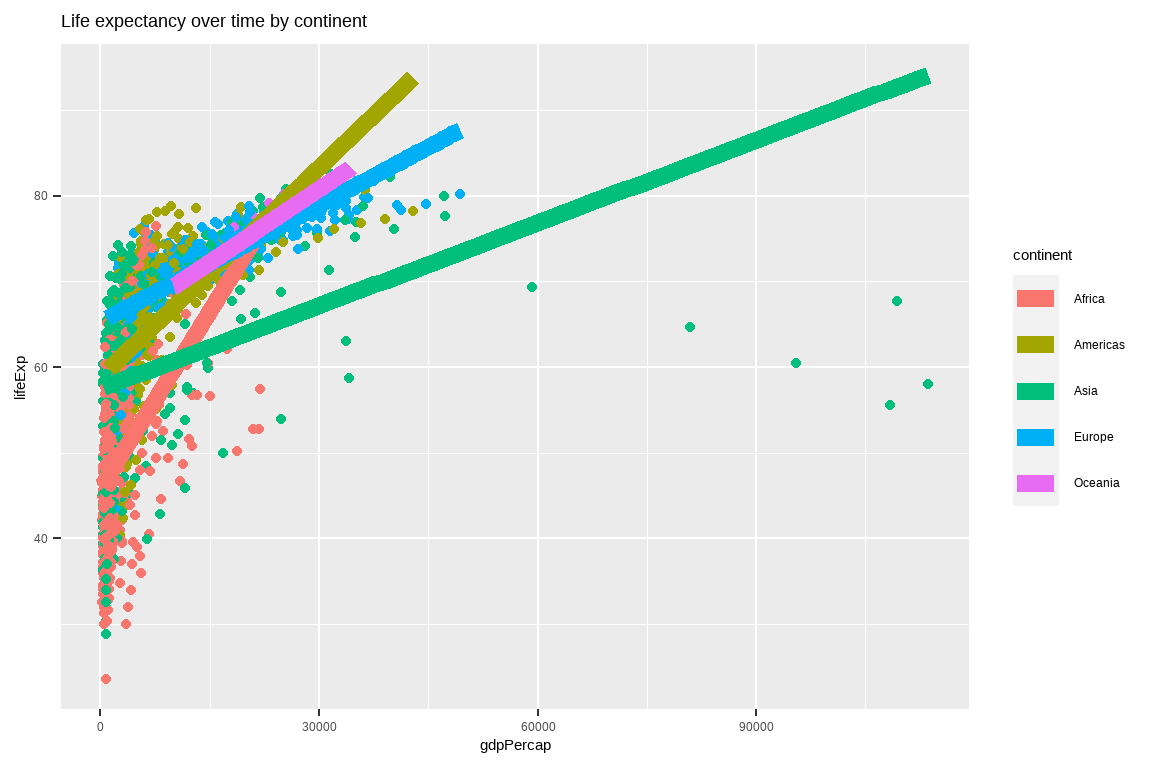 Life expectancy over time by continent
80
60
40
lifeExp
0 30000 60000 90000
gdpPercap
continent
Africa
Americas
Asia
Europe
Oceania